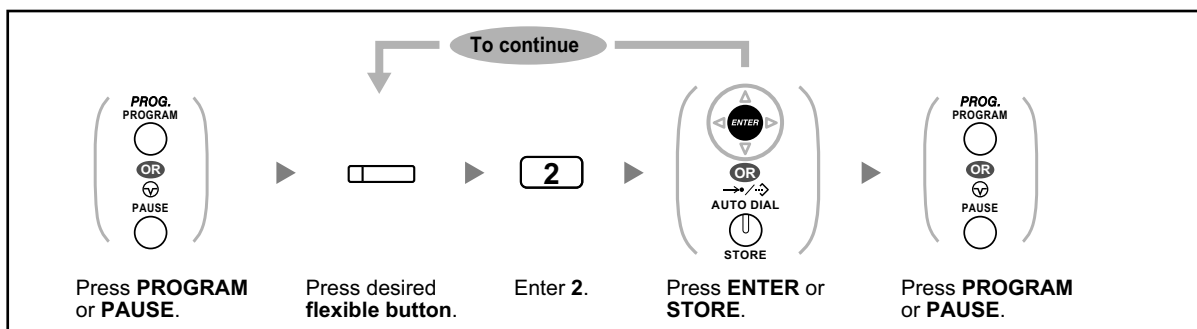 To continue
PROG.
PROGRAM
OR
PAUSE
2
ENTER
OR
AUTO DIAL
STORE
PROG.
PROGRAM
OR
PAUSE
Press PROGRAM
or PAUSE.
Press desired
flexible button.
Enter 2.
Press ENTER or
STORE.
Press PROGRAM
or PAUSE.